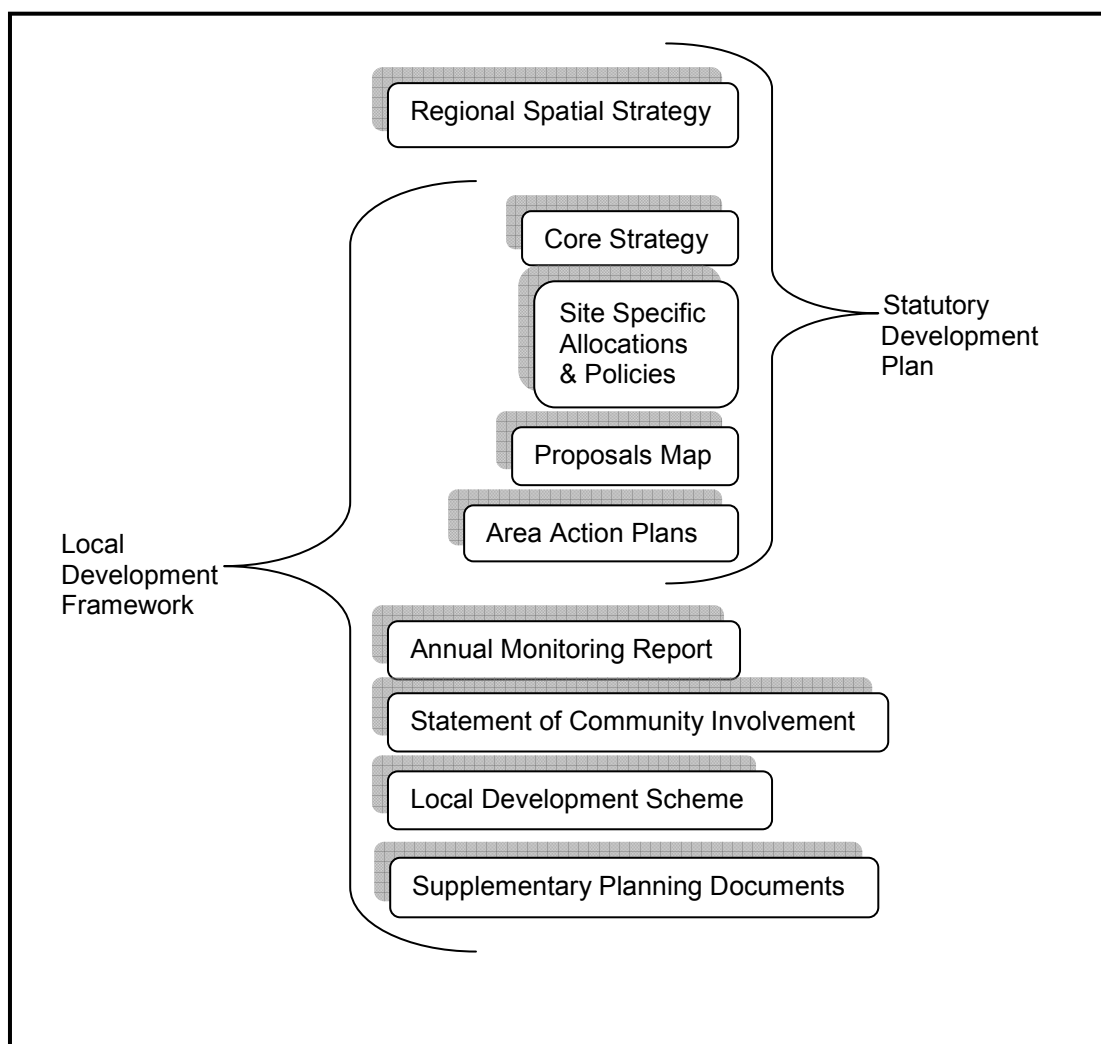 Regional Spatial Strategy
Core Strategy
Site Specific
Allocations
& Policies
Statutory
Development
Plan
Proposals Map
Area Action Plans
Local
Development
Framework
Annual Monitoring Report
Statement of Community Involvement
Local Development Scheme
Supplementary Planning Documents